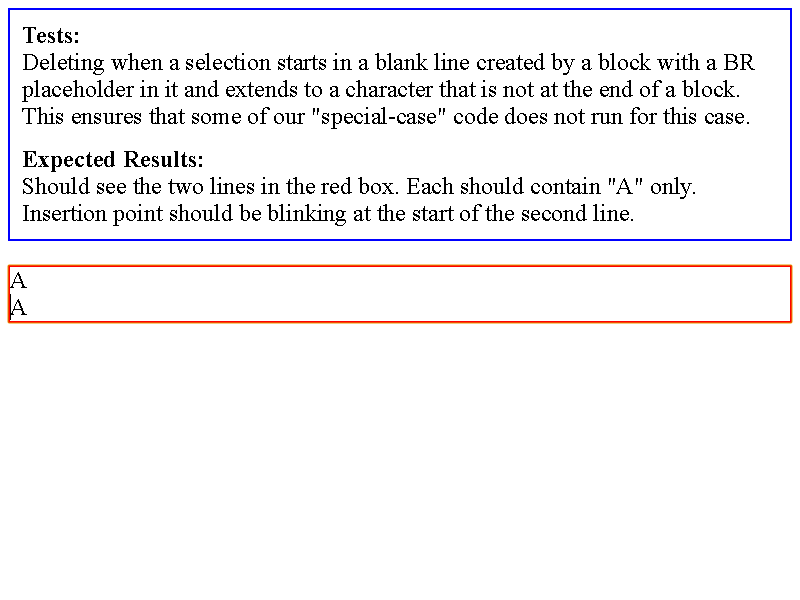 Tests:
Deleting when a selection starts in a blank line created by a block with a BR
placeholder in it and extends to a character that is not at the end of a block.
This ensures that some of our "special-case" code does not run for this case.
Expected Results:
Should see the two lines in the red box. Each should contain "A" only.
Insertion point should be blinking at the start of the second line.
A
A